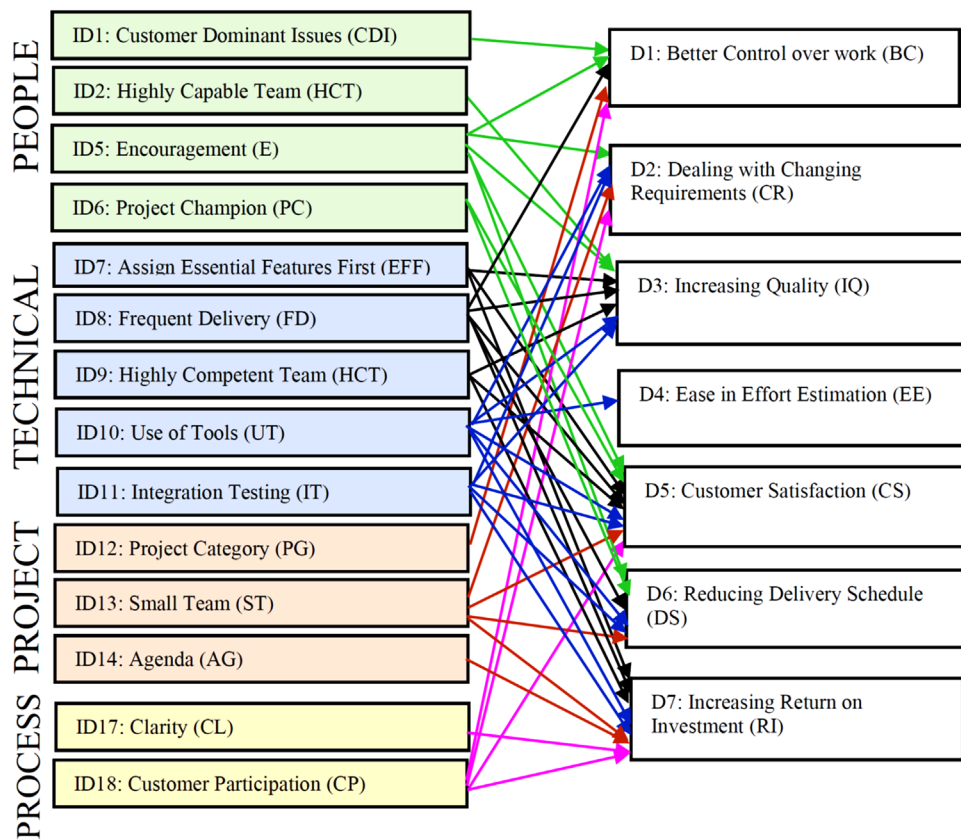 PEOPLE
ID1: Customer Dominant Issues (CDI)
ID2: Highly Capable Team (HCT)
ID5: Encouragement (E)
ID6: Project Champion (PC)
TECHNICAL
ID7: Assign Essential Features First (EFF)
ID8: Frequent Delivery (FD)
ID9: Highly Competent Team (HCT)
ID10: Use of Tools (UT)
ID11: Integration Testing (IT)
PROJECT
ID12: Project Category (PG)
ID13: Small Team (ST)
ID14: Agenda (AG)
PROCESS
ID17: Clarity (CL)
ID18: Customer Participation (CP)
D1: Better Control over work (BC)
D2: Dealing with Changing
Requirements (CR)
D3: Increasing Quality (IQ)
D4: Ease in Effort Estimation (EE)
D5: Customer Satisfaction (CS)
D6: Reducing Delivery Schedule
(DS)
D7: Increasing Return on
Investment (RI)